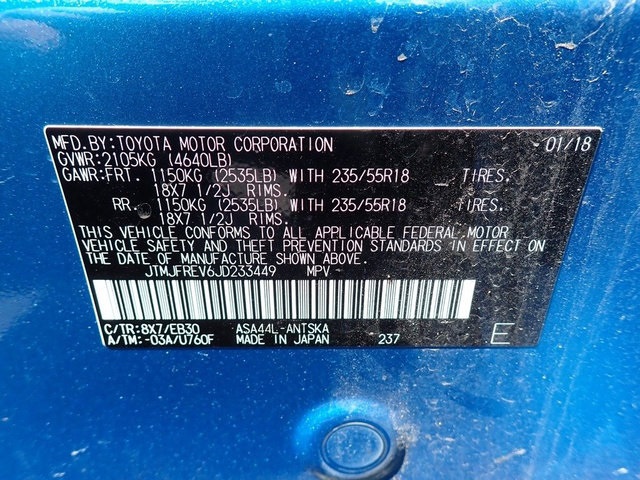 MFD.BY:TOYOTA MOTOR CORPORATION 01/18
GVWR:2105KG (4640LB)
GAWR:FRT. 1150KG (2535LB) WITH 235/55R18 TIRES.
18X7 1/2J RIMS.
RR. 1150KG (2535LB) WITH 235/55R18 TIRES.
18X7 1/2J RIMS.
THIS VEHICLE CONFORMS TO ALL APPLICABLE FEDERAL MOTOR
VEHICLE SAFETY AND THEFT PREVENTION STANDARDS IN EFFECT ON
THE DATE OF MANUFACTURE SHOWN ABOVE.
JTMJFREV6JD233449 MPV
C/TR:8X7/EB30 ASA44L-ANTSKA
A/TM:-03A/U760F MADE IN JAPAN 237 E